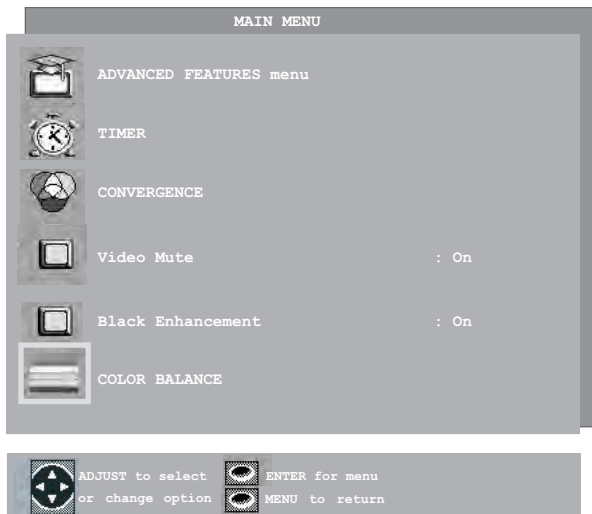 MAIN MENU
ADVANCED FEATURES menu
TIMER
CONVERGENCE
Video Mute : On
Black Enhancement : On
COLOR BALANCE
ADJUST to select ENTER for menu
or change option MENU to return